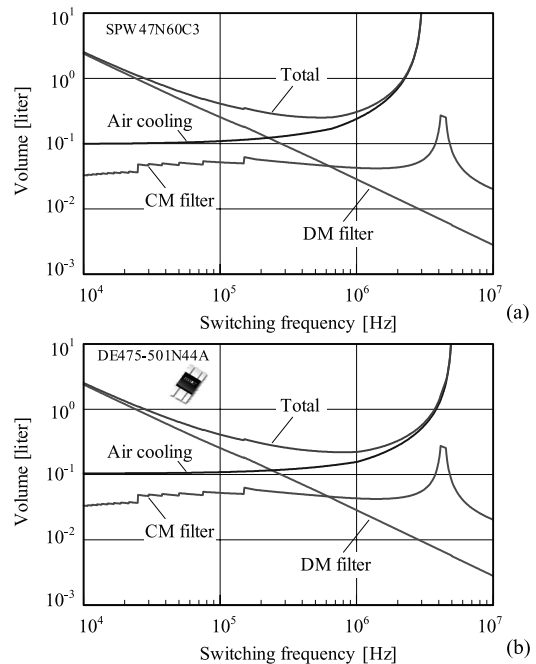 SPW47N60C3
Volume [liter]
10^1
10^0
10^-1
10^-2
10^-3
Total
Air cooling
CM filter
DM filter
10^4
10^5
10^6
10^7
Switching frequency [Hz]
(a)
DE475-501N44A
Volume [liter]
10^1
10^0
10^-1
10^-2
10^-3
Total
Air cooling
CM filter
DM filter
10^4
10^5
10^6
10^7
Switching frequency [Hz]
(b)